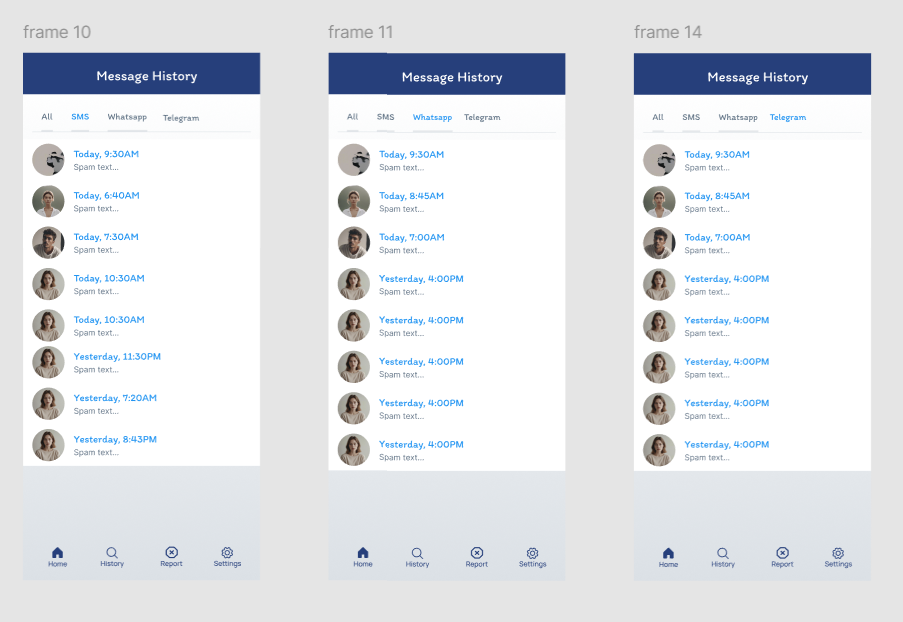 frame 10
Message History
All SMS Whatsapp Telegram
Today, 9:30AM
Spam text...
Today, 6:40AM
Spam text...
Today, 7:30AM
Spam text...
Today, 10:30AM
Spam text...
Today, 10:30AM
Spam text...
Yesterday, 11:30PM
Spam text...
Yesterday, 7:20AM
Spam text...
Yesterday, 8:43PM
Spam text...
Home History Report Settings
frame 11
Message History
All SMS Whatsapp Telegram
Today, 9:30AM
Spam text...
Today, 8:45AM
Spam text...
Today, 7:00AM
Spam text...
Yesterday, 4:00PM
Spam text...
Yesterday, 4:00PM
Spam text...
Yesterday, 4:00PM
Spam text...
Yesterday, 4:00PM
Spam text...
Yesterday, 4:00PM
Spam text...
Home History Report Settings
frame 14
Message History
All SMS Whatsapp Telegram
Today, 9:30AM
Spam text...
Today, 8:45AM
Spam text...
Today, 7:00AM
Spam text...
Yesterday, 4:00PM
Spam text...
Yesterday, 4:00PM
Spam text...
Yesterday, 4:00PM
Spam text...
Yesterday, 4:00PM
Spam text...
Yesterday, 4:00PM
Spam text...
Home History Report Settings